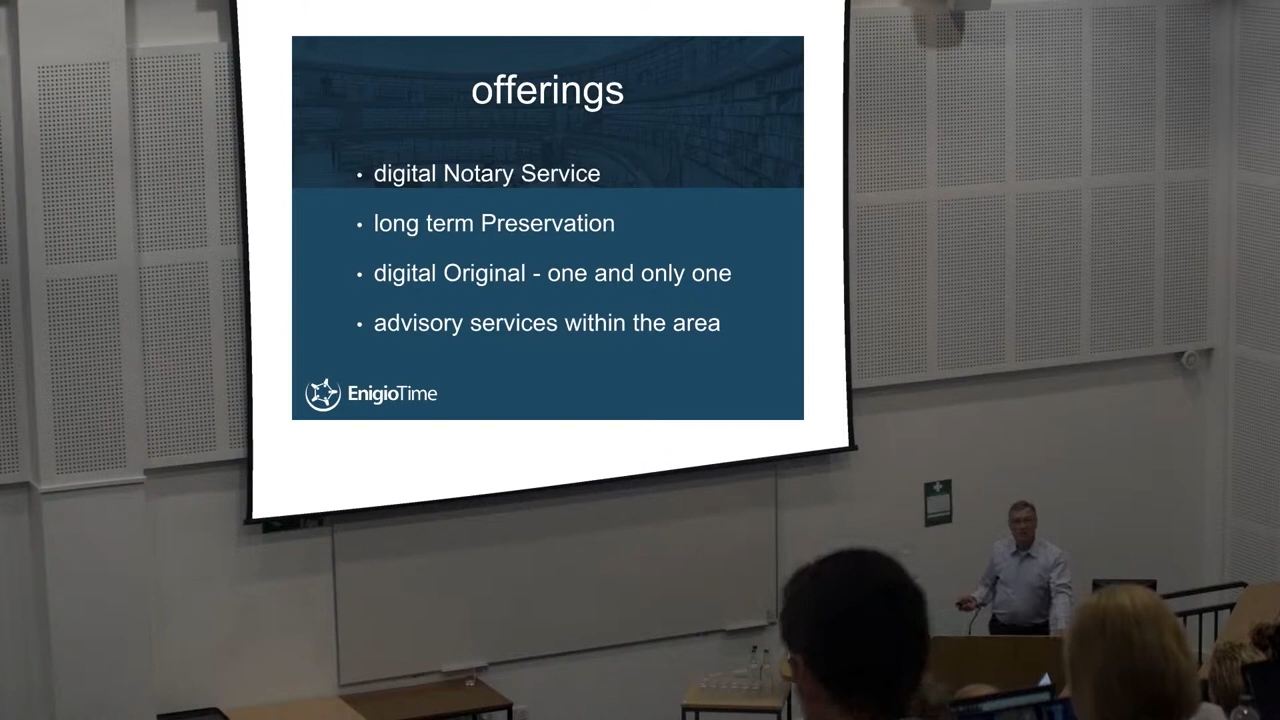 offerings
• digital Notary Service
• long term Preservation
• digital Original - one and only one
• advisory services within the area
EnigioTime